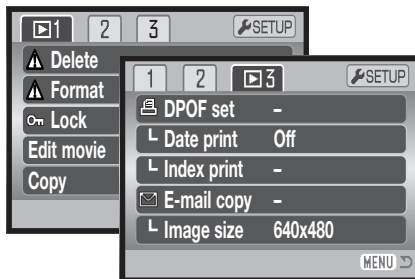 1 2 3 SETUP
Delete
Format
Lock
Edit movie
Copy
1 2 3 SETUP
DPOF set –
Date print Off
Index print –
E-mail copy –
Image size 640x480
MENU